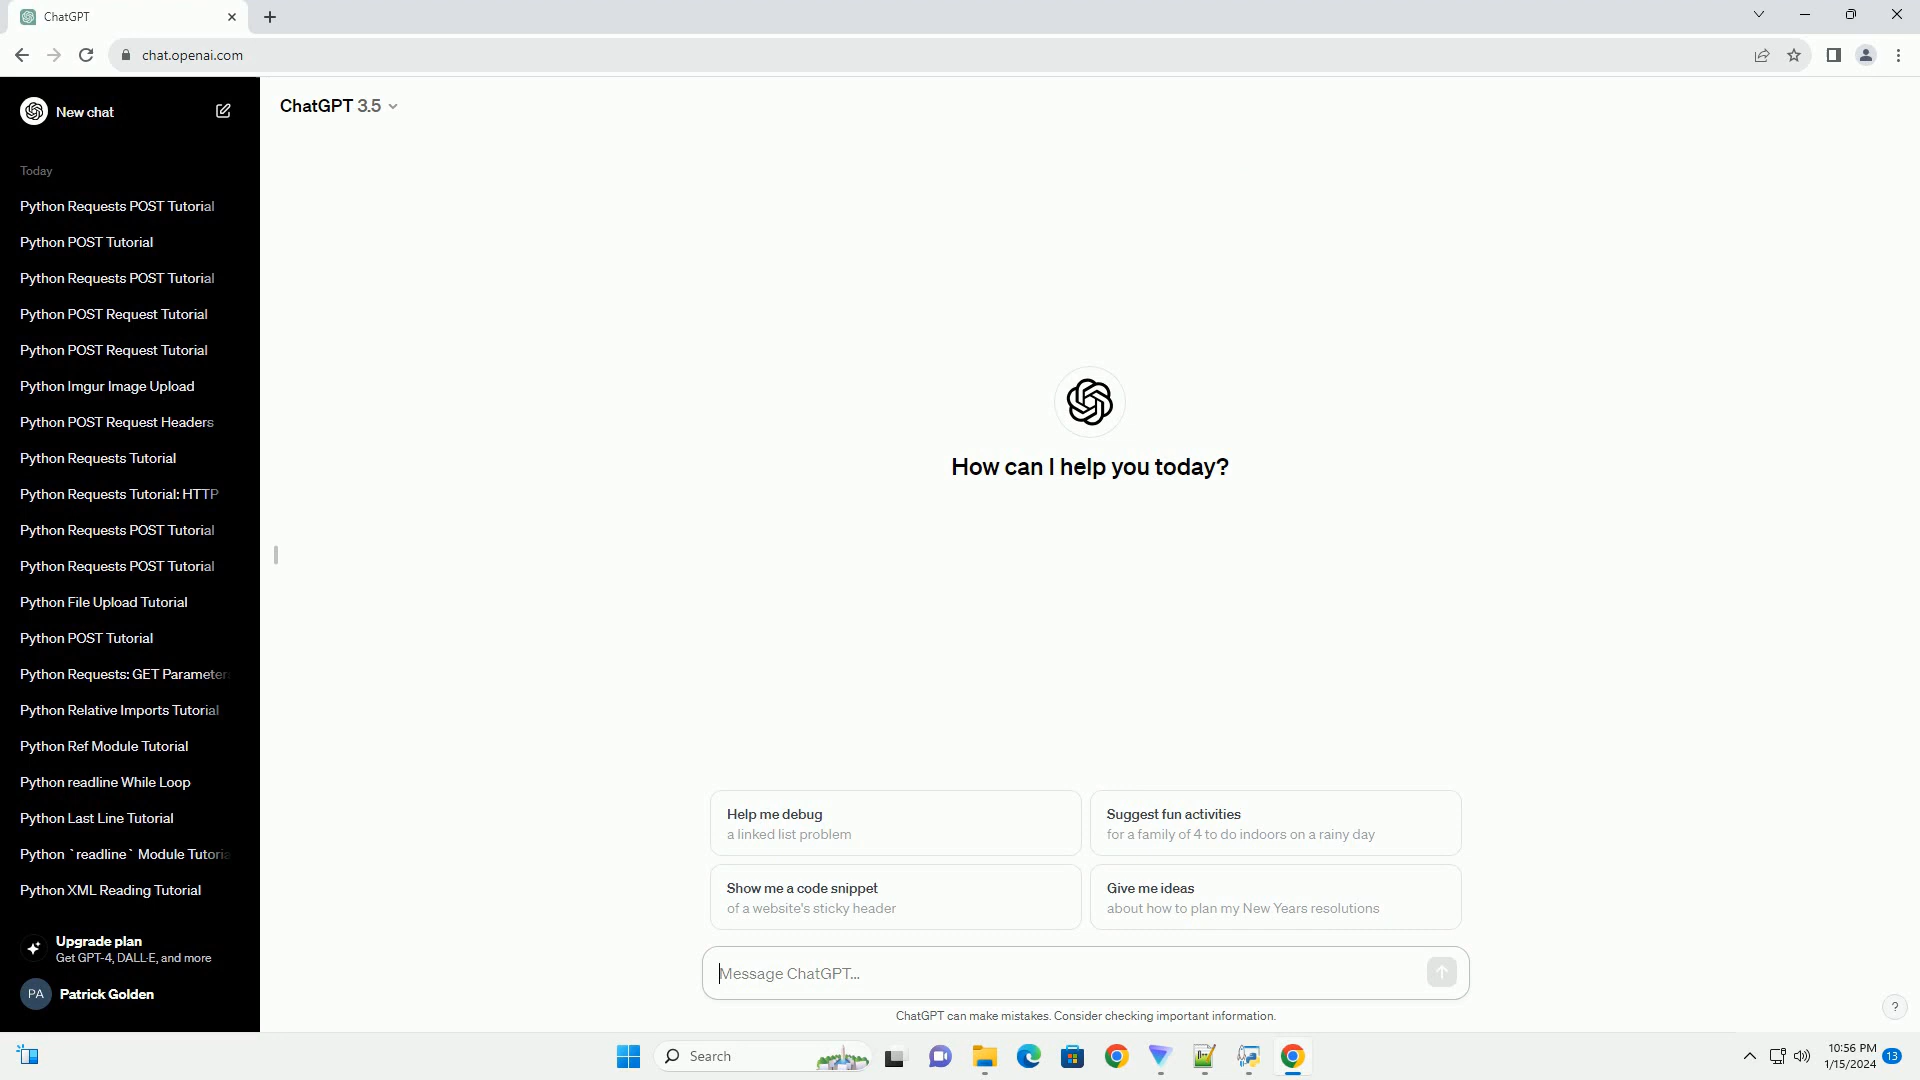 ChatGPT
chat.openai.com
New chat
ChatGPT 3.5
Today
Python Requests POST Tutorial
Python POST Tutorial
Python Requests POST Tutorial
Python POST Request Tutorial
Python POST Request Tutorial
Python Imgur Image Upload
Python POST Request Headers
Python Requests Tutorial
Python Requests Tutorial: HTTP
Python Requests POST Tutorial
Python Requests POST Tutorial
Python File Upload Tutorial
Python POST Tutorial
Python Requests: GET Parameter
Python Relative Imports Tutorial
Python Ref Module Tutorial
Python readline While Loop
Python Last Line Tutorial
Python `readline` Module Tutoria
Python XML Reading Tutorial
Upgrade plan
Get GPT-4, DALL·E, and more
PA Patrick Golden
How can I help you today?
Help me debug
a linked list problem
Suggest fun activities
for a family of 4 to do indoors on a rainy day
Show me a code snippet
of a website's sticky header
Give me ideas
about how to plan my New Years resolutions
Message ChatGPT...
ChatGPT can make mistakes. Consider checking important information.
?
Search
10:56 PM
1/15/2024
13